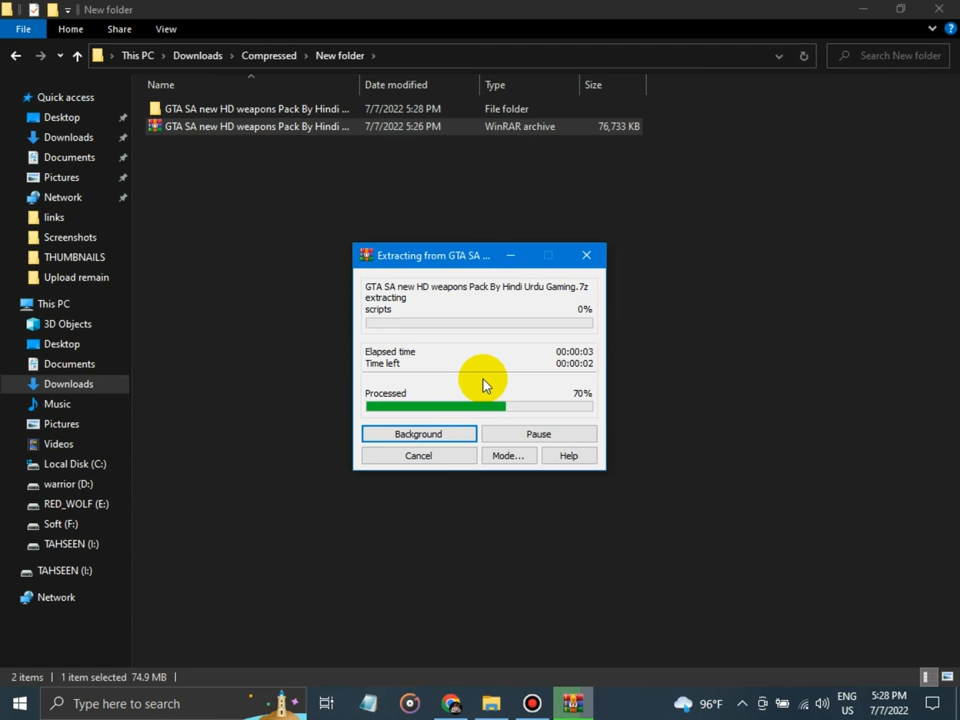 New folder
File Home Share View
This PC Downloads Compressed New folder Search New folder
Name Date modified Type Size
Quick access
Desktop
Downloads
Documents
Pictures
Network
links
Screenshots
THUMBNAILS
Upload remain
This PC
3D Objects
Desktop
Documents
Downloads
Music
Pictures
Videos
Local Disk (C:)
warrior (D:)
RED_WOLF (E:)
Soft (F:)
TAHSEEN (I:)
TAHSEEN (I:)
Network
GTA SA new HD weapons Pack By Hindi ... 7/7/2022 5:28 PM File folder
GTA SA new HD weapons Pack By Hindi ... 7/7/2022 5:26 PM WinRAR archive 76,733 KB
Extracting from GTA SA ...
GTA SA new HD weapons Pack By Hindi Urdu Gaming.7z
extracting
scripts 0%
Elapsed time 00:00:03
Time left 00:00:02
Processed 70%
Background Pause
Cancel Mode... Help
2 items 1 item selected 74.9 MB
Type here to search
96°F
ENG
US
5:28 PM
7/7/2022